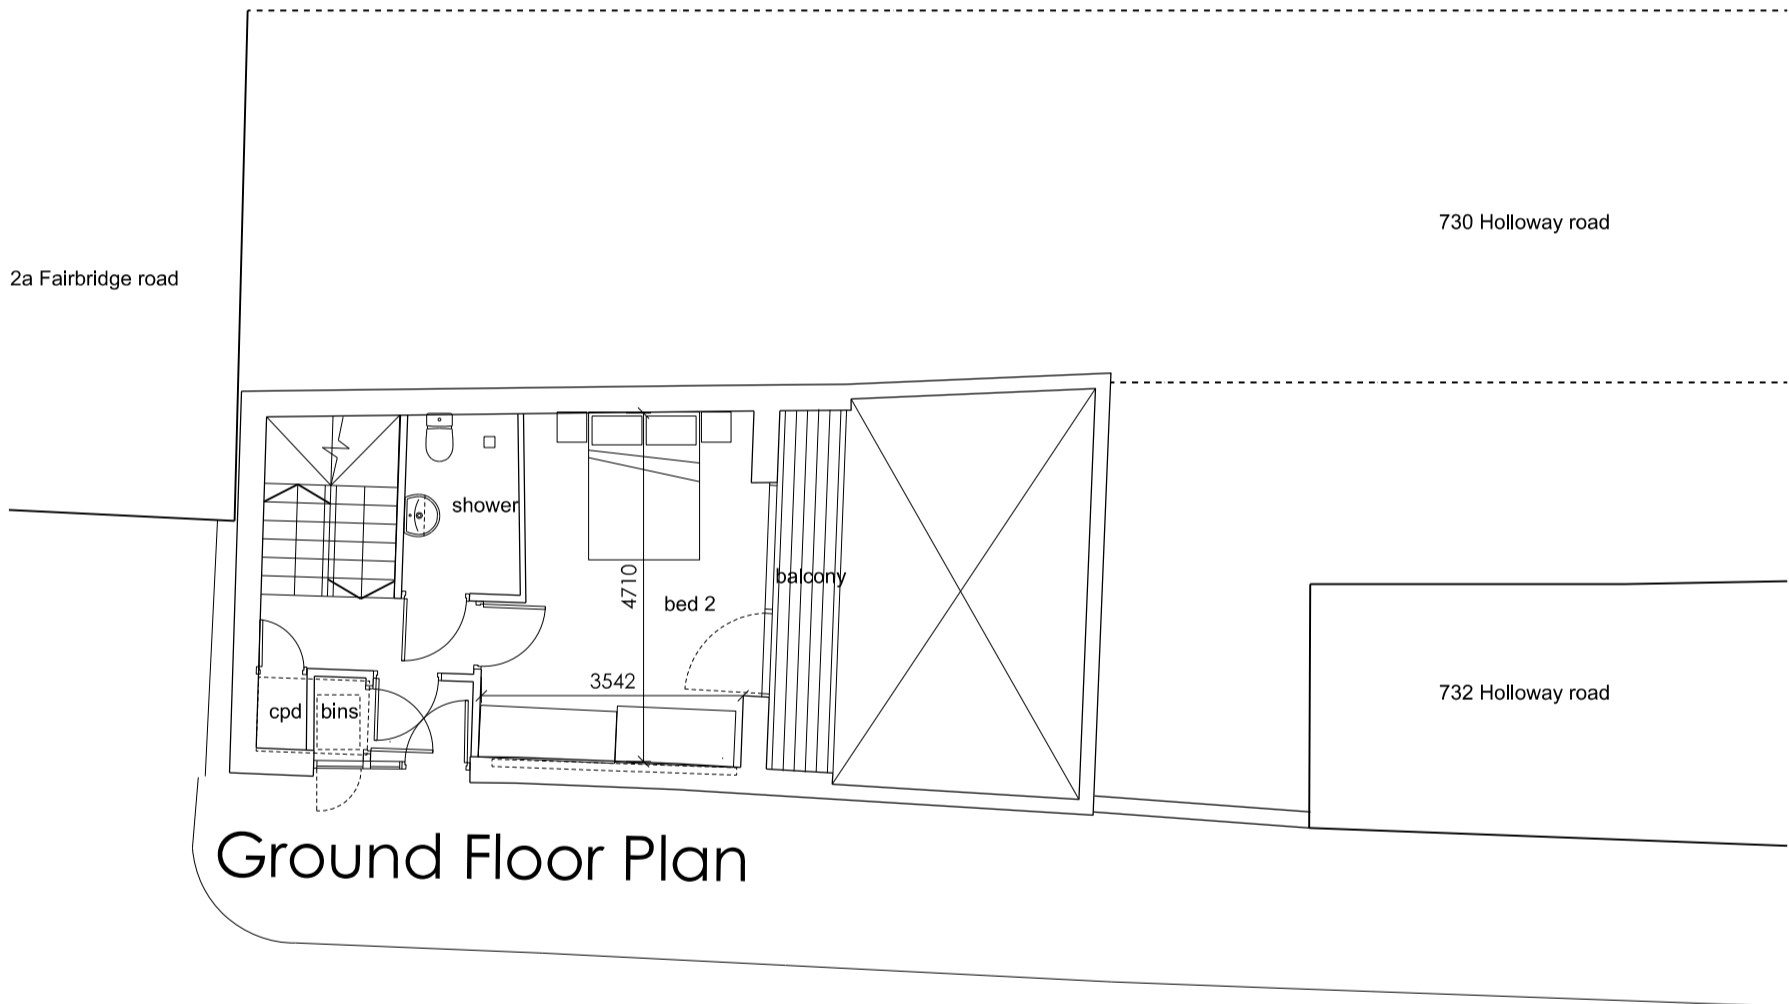 730 Holloway road
2a Fairbridge road
shower
balcony
4710
bed 2
3542
732 Holloway road
cpd
bins
Ground Floor Plan